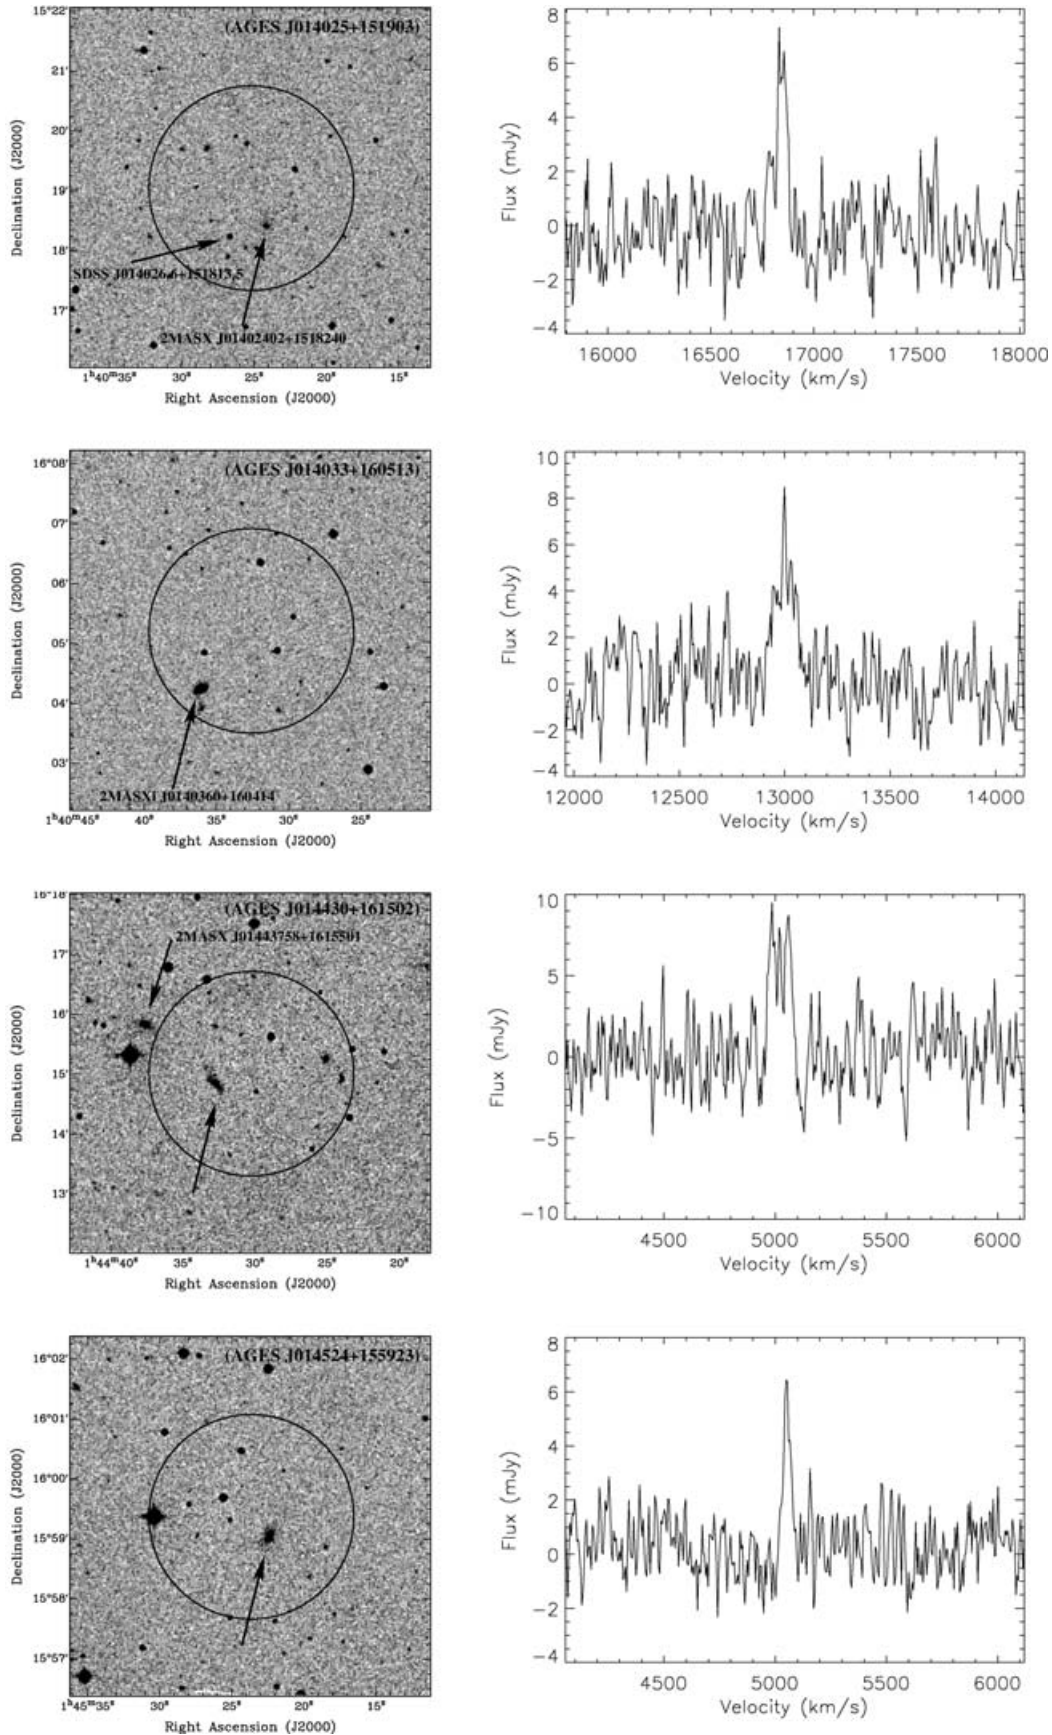 (AGES J014025+151903)
15°22'
21'
20'
19'
18'
17'
Declination (J2000)
SDSS J014026.6+151813.5
2MASX J01402402+1518240
1ʰ40ᵐ35ˢ 30ˢ 25ˢ 20ˢ 15ˢ
Right Ascension (J2000)
8
6
4
2
0
−2
−4
Flux (mJy)
16000 16500 17000 17500 18000
Velocity (km/s)
(AGES J014033+160513)
16°08'
07'
06'
05'
04'
03'
Declination (J2000)
2MASXI J0140360+160414
1ʰ40ᵐ45ˢ 40ˢ 35ˢ 30ˢ 25ˢ
Right Ascension (J2000)
10
8
6
4
2
0
−2
−4
Flux (mJy)
12000 12500 13000 13500 14000
Velocity (km/s)
(AGES J014430+161502)
2MASX J01443758+1615501
16°18'
17'
16'
15'
14'
13'
Declination (J2000)
1ʰ44ᵐ40ˢ 35ˢ 30ˢ 25ˢ 20ˢ
Right Ascension (J2000)
10
5
0
−5
−10
Flux (mJy)
4500 5000 5500 6000
Velocity (km/s)
(AGES J014524+155923)
16°02'
01'
16°00'
15°59'
15°58'
15°57'
Declination (J2000)
1ʰ45ᵐ35ˢ 30ˢ 25ˢ 20ˢ 15ˢ
Right Ascension (J2000)
8
6
4
2
0
−2
−4
Flux (mJy)
4500 5000 5500 6000
Velocity (km/s)